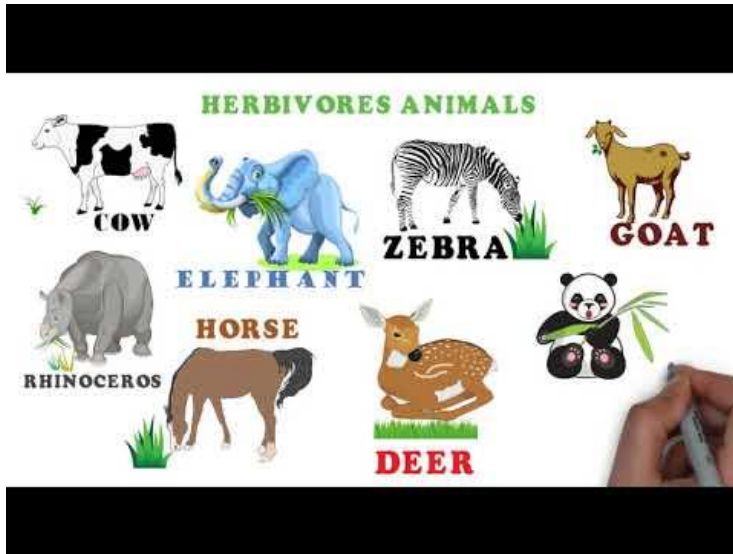 HERBIVORES ANIMALS
COW
ELEPHANT
ZEBRA
GOAT
RHINOCEROS
HORSE
DEER